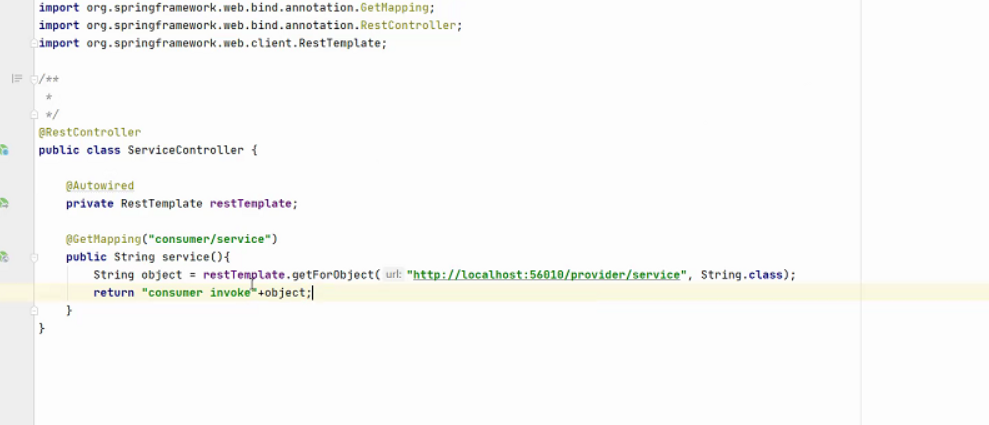 import org.springframework.web.bind.annotation.GetMapping;
import org.springframework.web.bind.annotation.RestController;
import org.springframework.web.client.RestTemplate;
/**
*
*/
@RestController
public class ServiceController {
@Autowired
private RestTemplate restTemplate;
@GetMapping("consumer/service")
public String service(){
String object = restTemplate.getForObject( url: "http://localhost:56010/provider/service", String.class);
return "consumer invoke"+object;
}
}